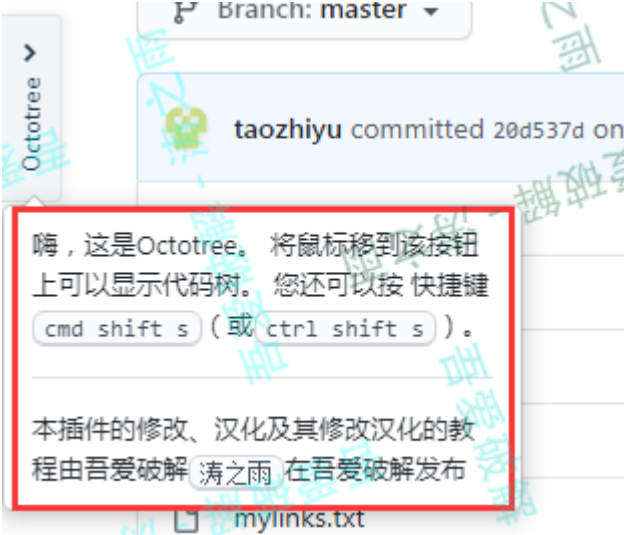 Branch: master
Octotree
taozhiyu committed 20d537d on
嗨，这是Octotree。 将鼠标移到该按钮
上可以显示代码树。 您还可以按 快捷键
cmd shift s（或 ctrl shift s）。
本插件的修改、汉化及其修改汉化的教
程由吾爱破解 涛之雨 在吾爱破解发布
mylinks.txt